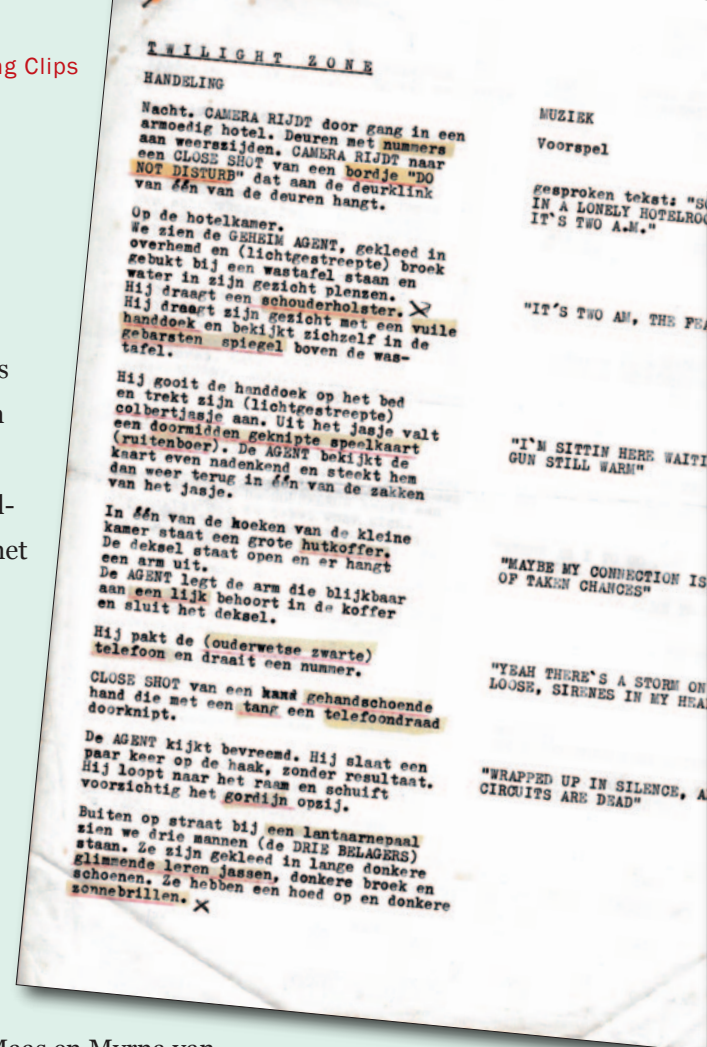 ng Clips
s
n
l-
net
TWILIGHT ZONE
HANDELING
Nacht. CAMERA RIJDT door gang in een
armoedig hotel. Deuren met nummers
aan weerszijden. CAMERA RIJDT naar
een CLOSE SHOT van een bordje "DO
NOT DISTURB" dat aan de deurklink
van één van de deuren hangt.
Op de hotelkamer.
We zien de GEHEIM AGENT, gekleed in
overhemd en (lichtgestreepte) broek
gebukt bij een wastafel staan en
water in zijn gezicht plenzen.
Hij draagt een schouderholster. X
Hij droogt zijn gezicht met een vuile
handdoek en bekijkt zichzelf in de
gebarsten spiegel boven de was-
tafel.
Hij gooit de handdoek op het bed
en trekt zijn (lichtgestreepte)
colbertjasje aan. Uit het jasje valt
een doormidden geknipte speelkaart
(ruitenboer). De AGENT bekijkt de
kaart even nadenkend en steekt hem
dan weer terug in één van de zakken
van het jasje.
In één van de hoeken van de kleine
kamer staat een grote hutkoffer.
De deksel staat open en er hangt
een arm uit.
De AGENT legt de arm die blijkbaar
aan een lijk behoort in de koffer
en sluit het deksel.
Hij pakt de (ouderwetse zwarte)
telefoon en draait een nummer.
CLOSE SHOT van een hand gehandschoende
hand die met een tang een telefoondraad
doorknipt.
De AGENT kijkt bevreemd. Hij slaat een
paar keer op de haak, zonder resultaat.
Hij loopt naar het raam en schuift
voorzichtig het gordijn opzij.
Buiten op straat bij een lantaarnepaal
zien we drie mannen (de DRIE BELAGERS)
staan. Ze zijn gekleed in lange donkere
glimmende leren jassen, donkere broek en
schoenen. Ze hebben een hoed op en donkere
zonnebrillen. X
MUZIEK
Voorspel
gesproken tekst: "SO
IN A LONELY HOTELROO
IT`S TWO A.M."
"IT´S TWO AM, THE FEA
"I`M SITTIN HERE WAITI
GUN STILL WARM"
"MAYBE MY CONNECTION IS
OF TAKEN CHANCES"
"YEAH THERE`S A STORM ON
LOOSE, SIRENES IN MY HEA
"WRAPPED UP IN SILENCE, A
CIRCUITS ARE DEAD"
Maas en Myrna van